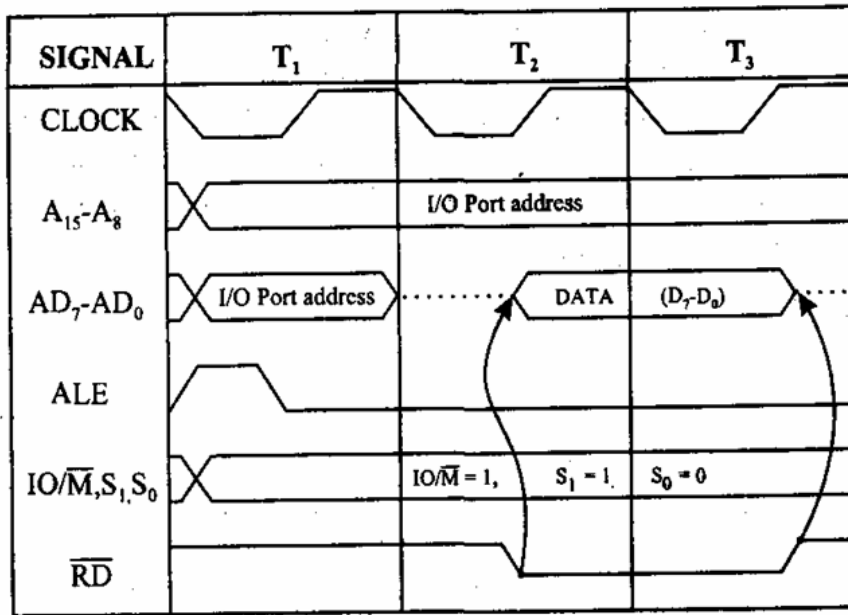 SIGNAL T₁ T₂ T₃
CLOCK
A₁₅-A₈ I/O Port address
AD₇-AD₀ I/O Port address DATA (D₇-D₀)
ALE
IO/M̅,S₁,S₀ IO/M̅ = 1, S₁ = 1 S₀ = 0
R̅D̅